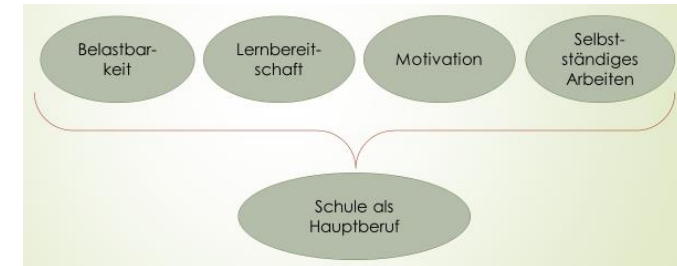 Belastbar-
keit
Lernbereit-
schaft
Motivation
Selbst-
ständiges
Arbeiten
Schule als
Hauptberuf